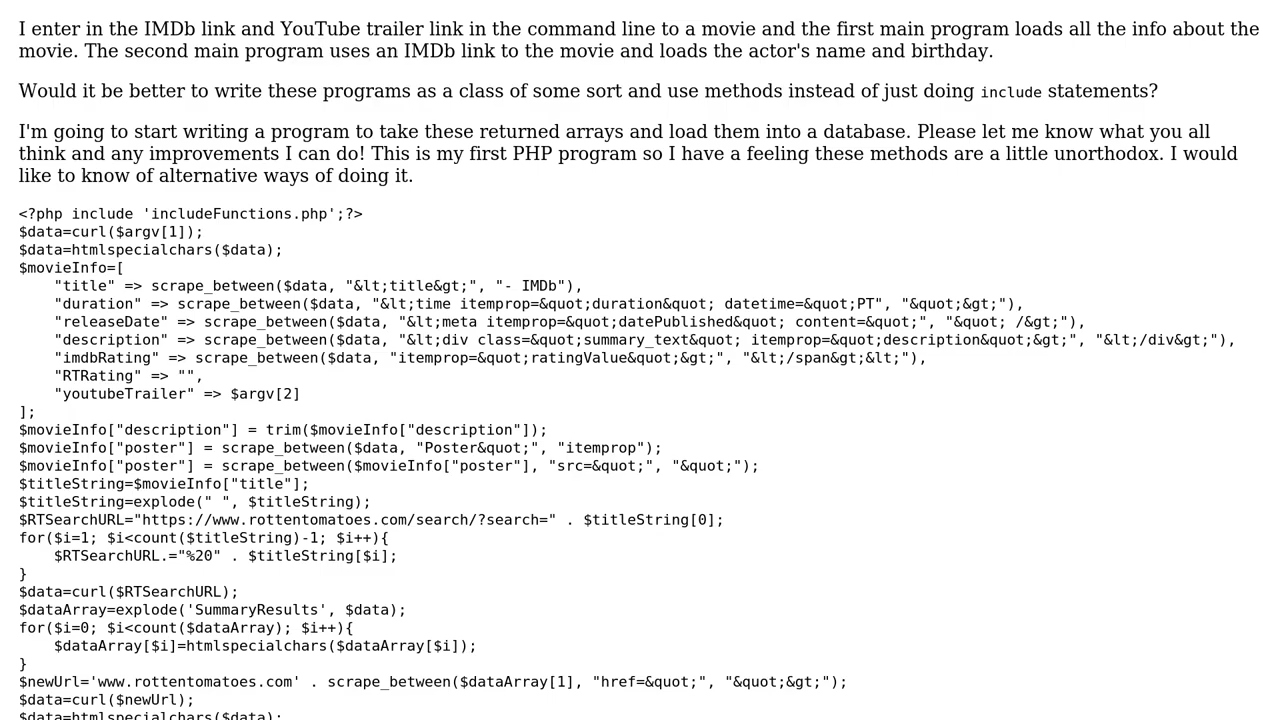 I enter in the IMDb link and YouTube trailer link in the command line to a movie and the first main program loads all the info about the
movie. The second main program uses an IMDb link to the movie and loads the actor's name and birthday.
Would it be better to write these programs as a class of some sort and use methods instead of just doing include statements?
I'm going to start writing a program to take these returned arrays and load them into a database. Please let me know what you all
think and any improvements I can do! This is my first PHP program so I have a feeling these methods are a little unorthodox. I would
like to know of alternative ways of doing it.
<?php include 'includeFunctions.php';?>
$data=curl($argv[1]);
$data=htmlspecialchars($data);
$movieInfo=[
    "title" => scrape_between($data, "&lt;title&gt;", "- IMDb"),
    "duration" => scrape_between($data, "&lt;time itemprop=&quot;duration&quot; datetime=&quot;PT", "&quot;&gt;"),
    "releaseDate" => scrape_between($data, "&lt;meta itemprop=&quot;datePublished&quot; content=&quot;", "&quot; /&gt;"),
    "description" => scrape_between($data, "&lt;div class=&quot;summary_text&quot; itemprop=&quot;description&quot;&gt;", "&lt;/div&gt;"),
    "imdbRating" => scrape_between($data, "itemprop=&quot;ratingValue&quot;&gt;", "&lt;/span&gt;&lt;"),
    "RTRating" => "",
    "youtubeTrailer" => $argv[2]
];
$movieInfo["description"] = trim($movieInfo["description"]);
$movieInfo["poster"] = scrape_between($data, "Poster&quot;", "itemprop");
$movieInfo["poster"] = scrape_between($movieInfo["poster"], "src=&quot;", "&quot;");
$titleString=$movieInfo["title"];
$titleString=explode(" ", $titleString);
$RTSearchURL="https://www.rottentomatoes.com/search/?search=" . $titleString[0];
for($i=1; $i<count($titleString)-1; $i++){
    $RTSearchURL.="%20" . $titleString[$i];
}
$data=curl($RTSearchURL);
$dataArray=explode('SummaryResults', $data);
for($i=0; $i<count($dataArray); $i++){
    $dataArray[$i]=htmlspecialchars($dataArray[$i]);
}
$newUrl='www.rottentomatoes.com' . scrape_between($dataArray[1], "href=&quot;", "&quot;&gt;");
$data=curl($newUrl);
$data=htmlspecialchars($data);